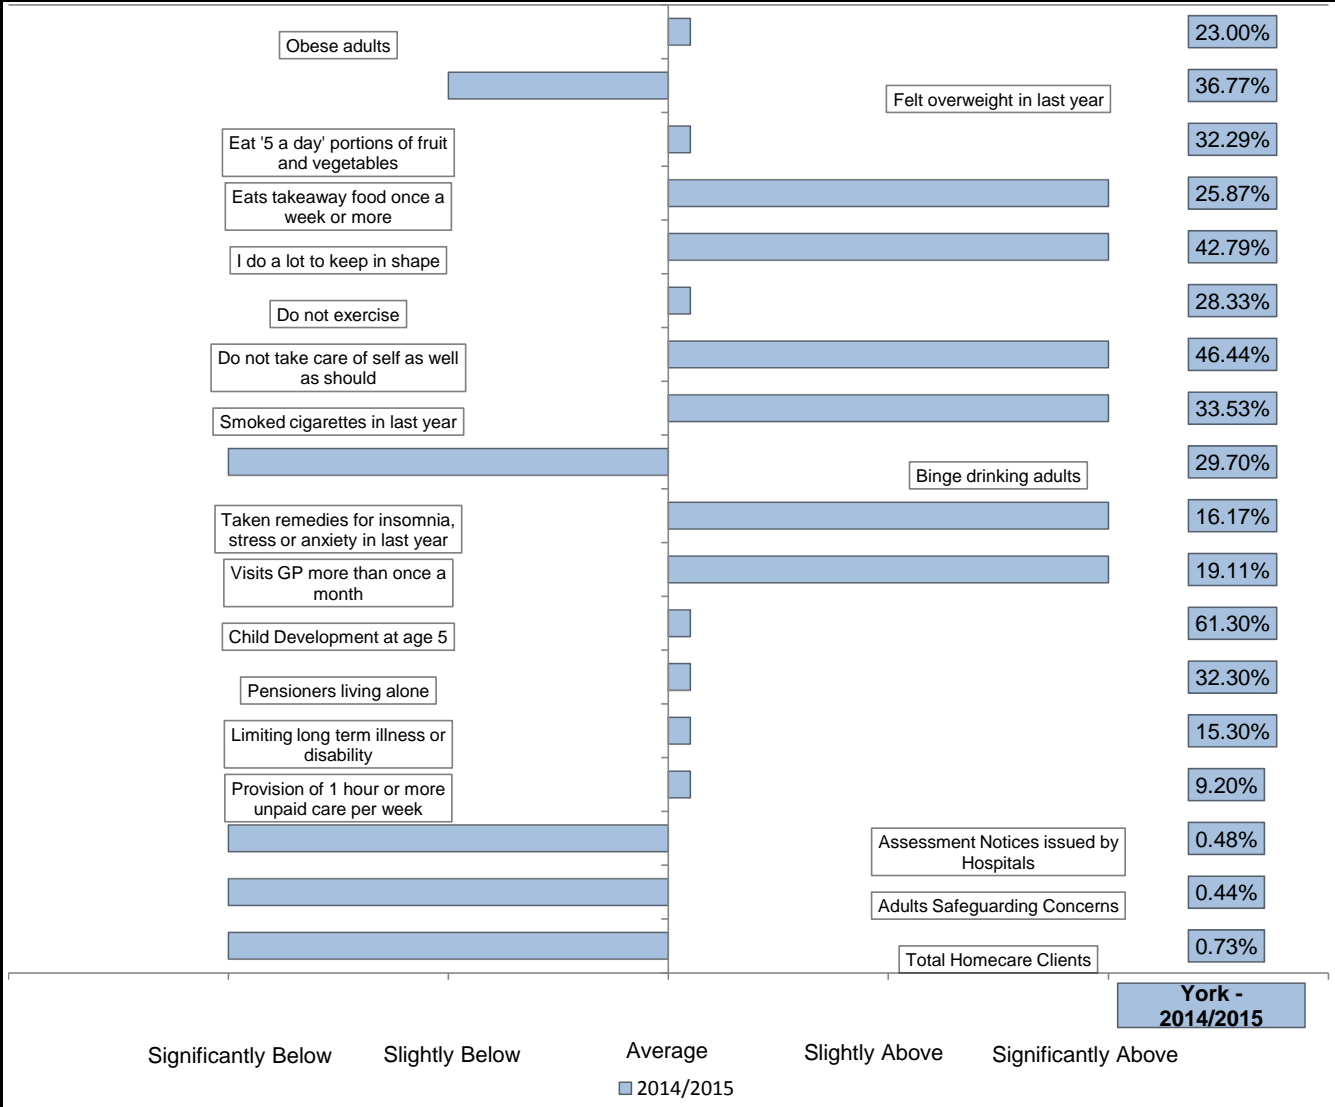 Obese adults
23.00%
Felt overweight in last year
36.77%
Eat '5 a day' portions of fruit
and vegetables
32.29%
Eats takeaway food once a
week or more
25.87%
I do a lot to keep in shape
42.79%
Do not exercise
28.33%
Do not take care of self as well
as should
46.44%
Smoked cigarettes in last year
33.53%
Binge drinking adults
29.70%
Taken remedies for insomnia,
stress or anxiety in last year
16.17%
Visits GP more than once a
month
19.11%
Child Development at age 5
61.30%
Pensioners living alone
32.30%
Limiting long term illness or
disability
15.30%
Provision of 1 hour or more
unpaid care per week
9.20%
Assessment Notices issued by
Hospitals
0.48%
Adults Safeguarding Concerns
0.44%
Total Homecare Clients
0.73%
York -
2014/2015
Significantly Below
Slightly Below
Average
Slightly Above
Significantly Above
2014/2015